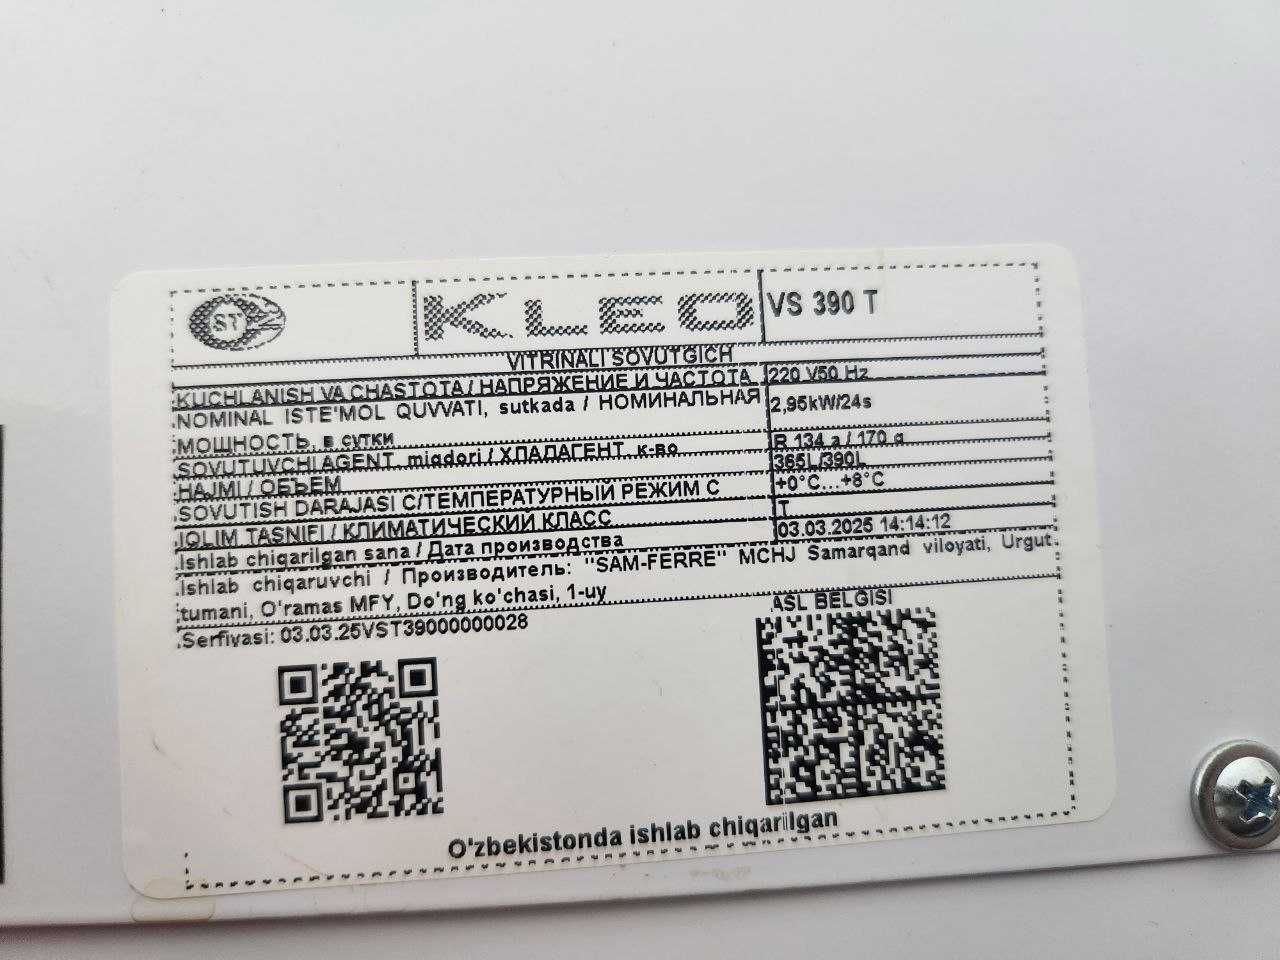 ST
KLEO
VS 390 T
VITRINALI SOVUTGICH
KUCHLANISH VA CHASTOTA / НАПРЯЖЕНИЕ И ЧАСТОТА 220 V50 Hz
NOMINAL ISTE'MOL QUVVATI, sutkada / НОМИНАЛЬНАЯ 2,95kW/24s
МОЩНОСТЬ, в сутки
SOVUTUVCHI AGENT, miqdori / ХЛАДАГЕНТ, к-во R 134 a / 170 g
HAJMI / ОБЪЕМ 365L/390L
SOVUTISH DARAJASI C/ТЕМПЕРАТУРНЫЙ РЕЖИМ С +0°C...+8°C
IQLIM TASNIFI / КЛИМАТИЧЕСКИЙ КЛАСС T
Ishlab chiqarilgan sana / Дата производства 03.03.2025 14:14:12
Ishlab chiqaruvchi / Производитель: "SAM-FERRE" MCHJ Samarqand viloyati, Urgut
tumani, O'ramas MFY, Do'ng ko'chasi, 1-uy
Serfiyasi: 03.03.25VST39000000028
ASL BELGISI
O'zbekistonda ishlab chiqarilgan